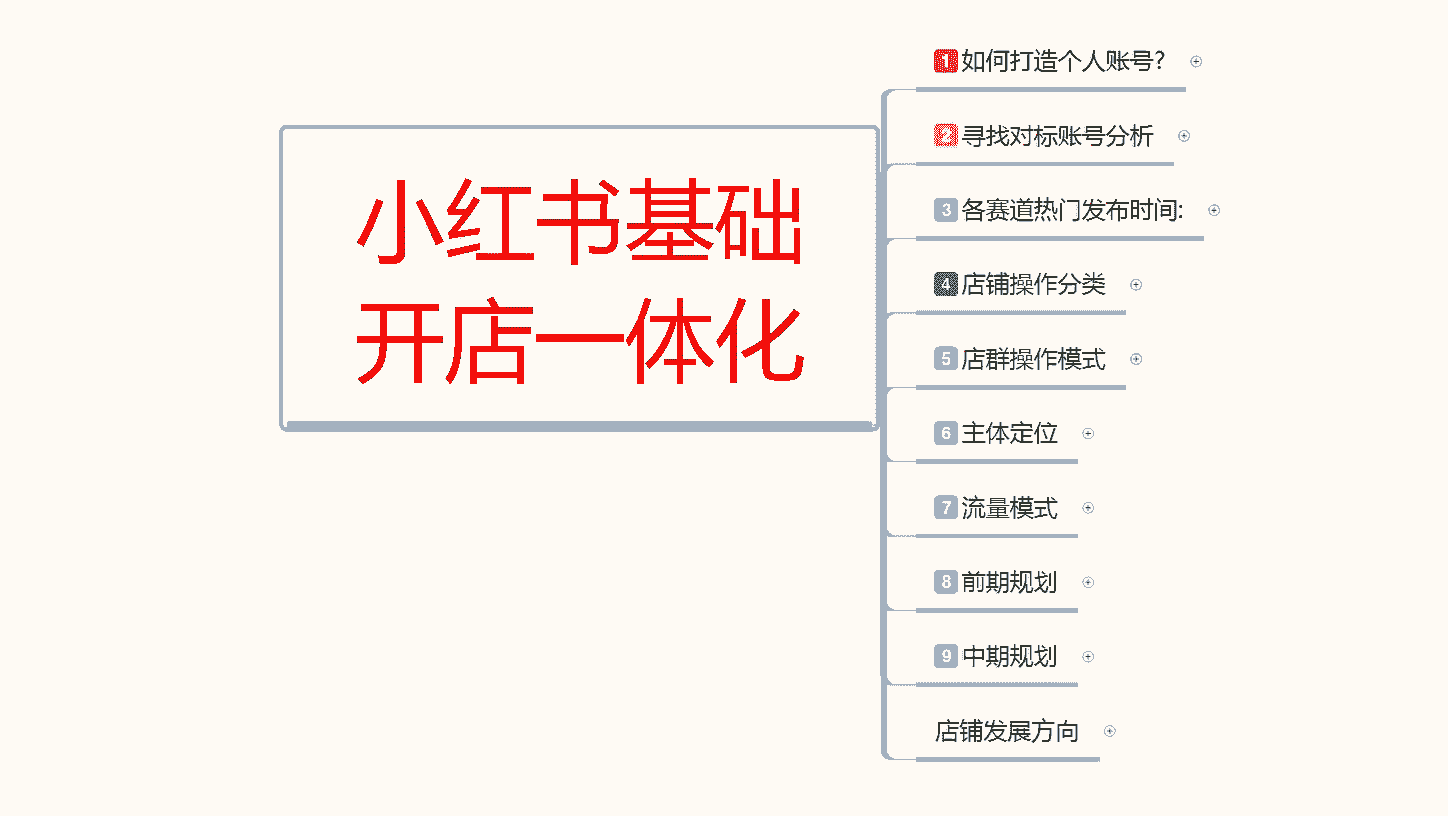 小红书基础
开店一体化
1 如何打造个人账号?
2 寻找对标账号分析
3 各赛道热门发布时间:
4 店铺操作分类
5 店群操作模式
6 主体定位
7 流量模式
8 前期规划
9 中期规划
店铺发展方向